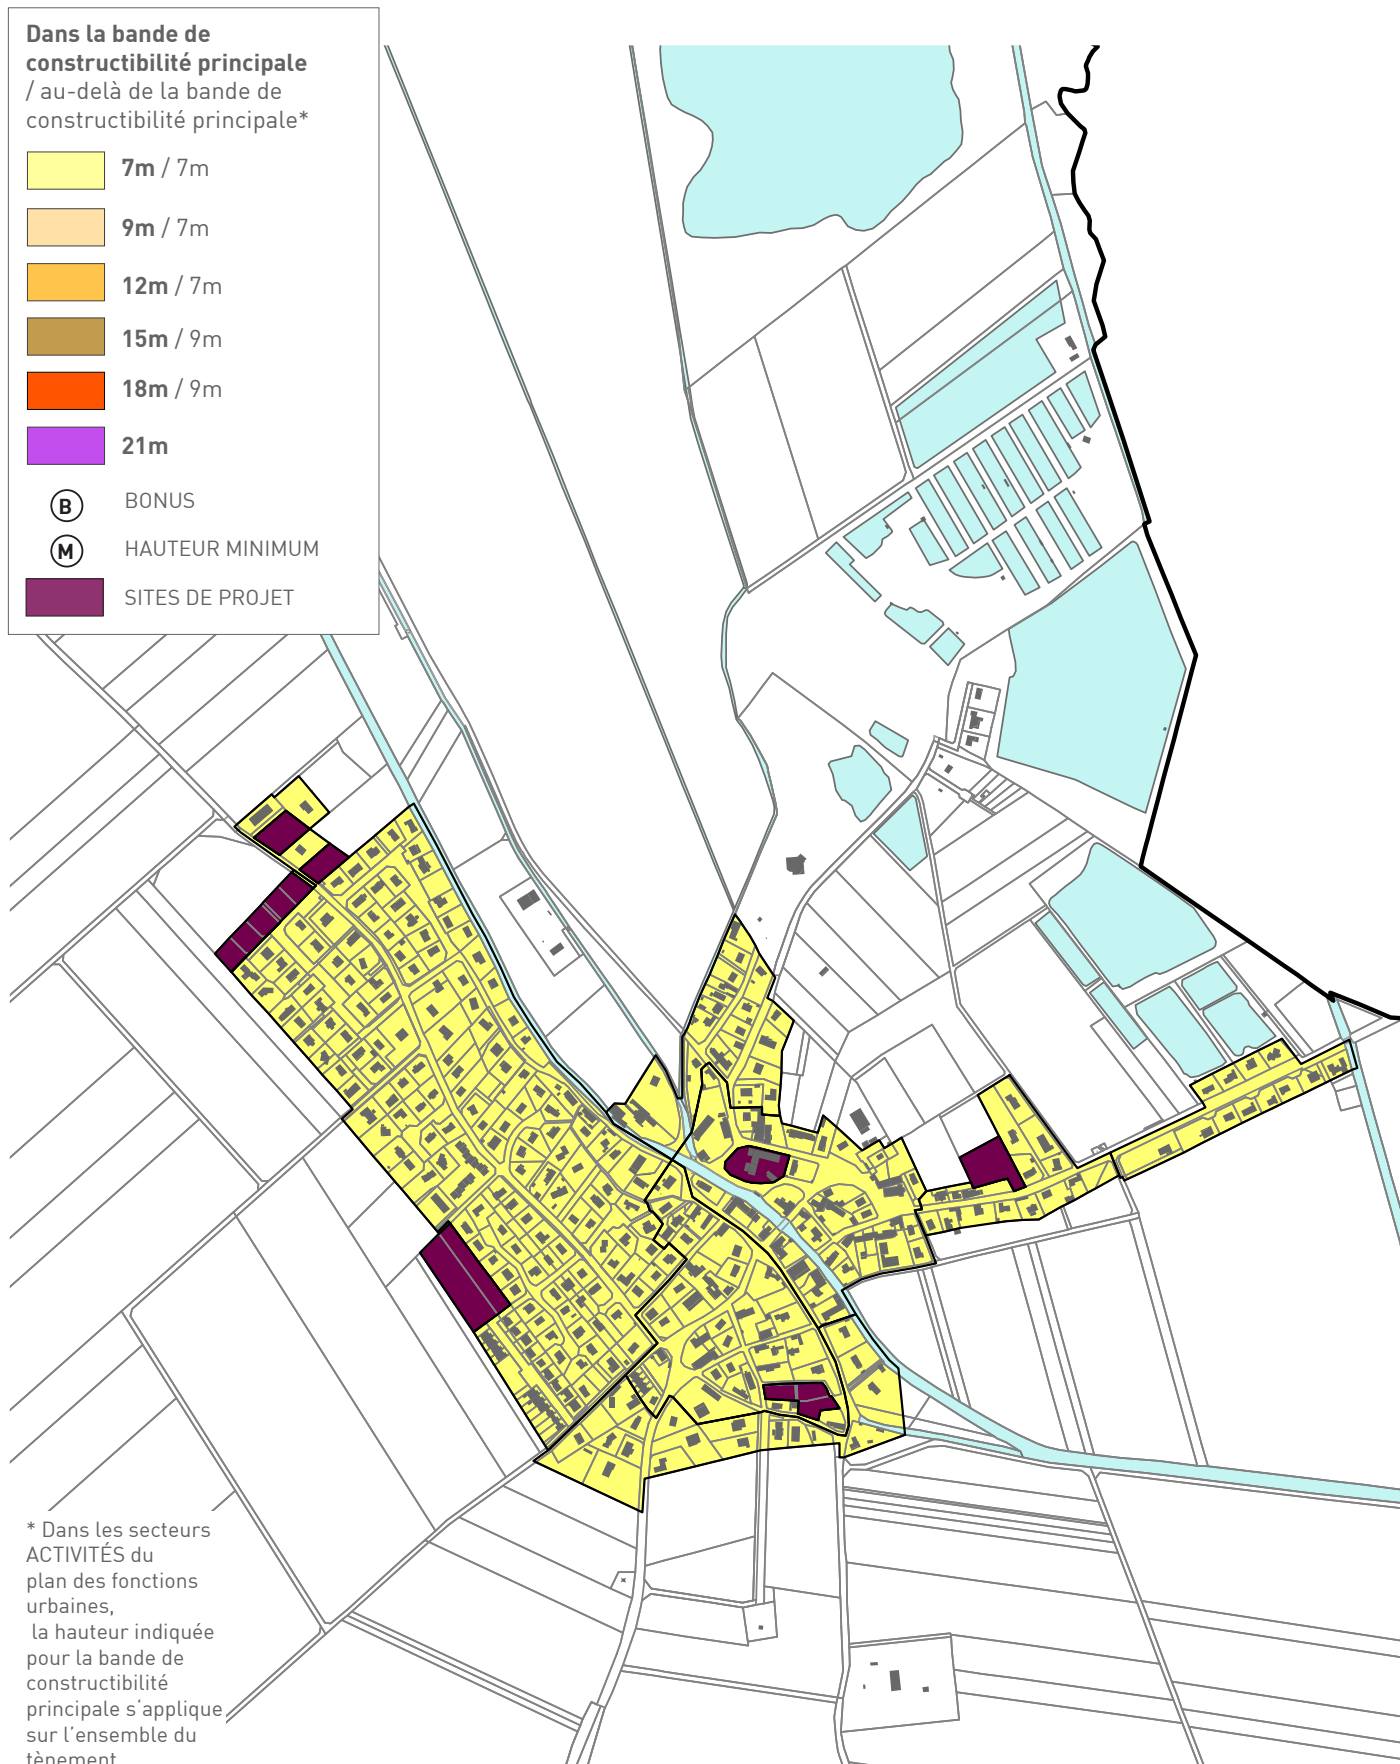 Dans la bande de
constructibilité principale
/ au-delà de la bande de
constructibilité principale*
7m / 7m
9m / 7m
12m / 7m
15m / 9m
18m / 9m
21m
B BONUS
M HAUTEUR MINIMUM
SITES DE PROJET
* Dans les secteurs
ACTIVITÉS du
plan des fonctions
urbaines,
la hauteur indiquée
pour la bande de
constructibilité
principale s'applique
sur l'ensemble du
tènement